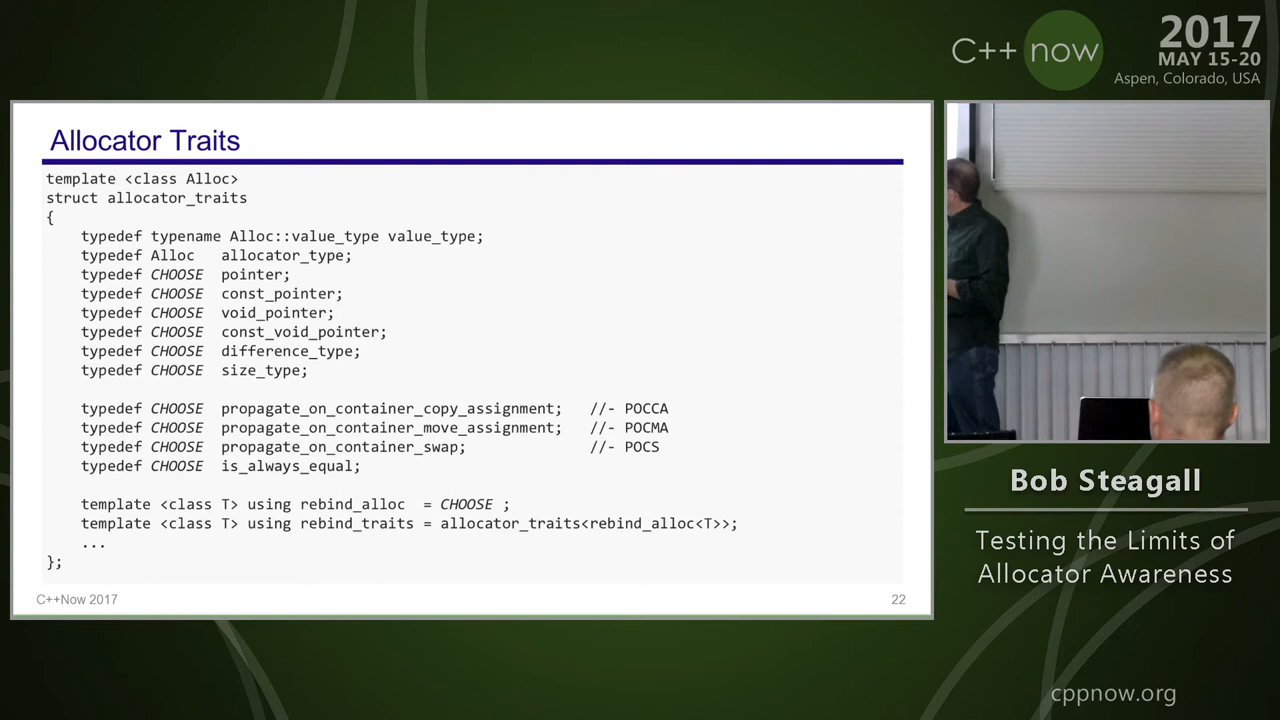 C++ now
2017
MAY 15-20
Aspen, Colorado, USA
Allocator Traits
template <class Alloc>
struct allocator_traits
{
    typedef typename Alloc::value_type value_type;
    typedef Alloc   allocator_type;
    typedef CHOOSE  pointer;
    typedef CHOOSE  const_pointer;
    typedef CHOOSE  void_pointer;
    typedef CHOOSE  const_void_pointer;
    typedef CHOOSE  difference_type;
    typedef CHOOSE  size_type;
    typedef CHOOSE  propagate_on_container_copy_assignment;   //- POCCA
    typedef CHOOSE  propagate_on_container_move_assignment;   //- POCMA
    typedef CHOOSE  propagate_on_container_swap;              //- POCS
    typedef CHOOSE  is_always_equal;
    template <class T> using rebind_alloc  = CHOOSE ;
    template <class T> using rebind_traits = allocator_traits<rebind_alloc<T>>;
    ...
};
C++Now 2017
22
Bob Steagall
Testing the Limits of
Allocator Awareness
cppnow.org